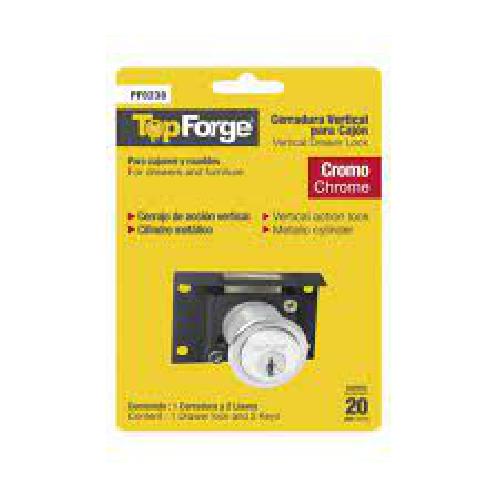 TopForge
Cerradura Vertical
para Cajón
Vertical Drawer Lock
Para cajones y muebles
For drawers and furniture
Cromo
Chrome
Cerrojo de acción vertical
Cilindro metálico
Vertical action lock
Metallic cylinder
Contenido : 1 Cerradura y 2 Llaves
Content : 1 Drawer lock and 2 Keys
20